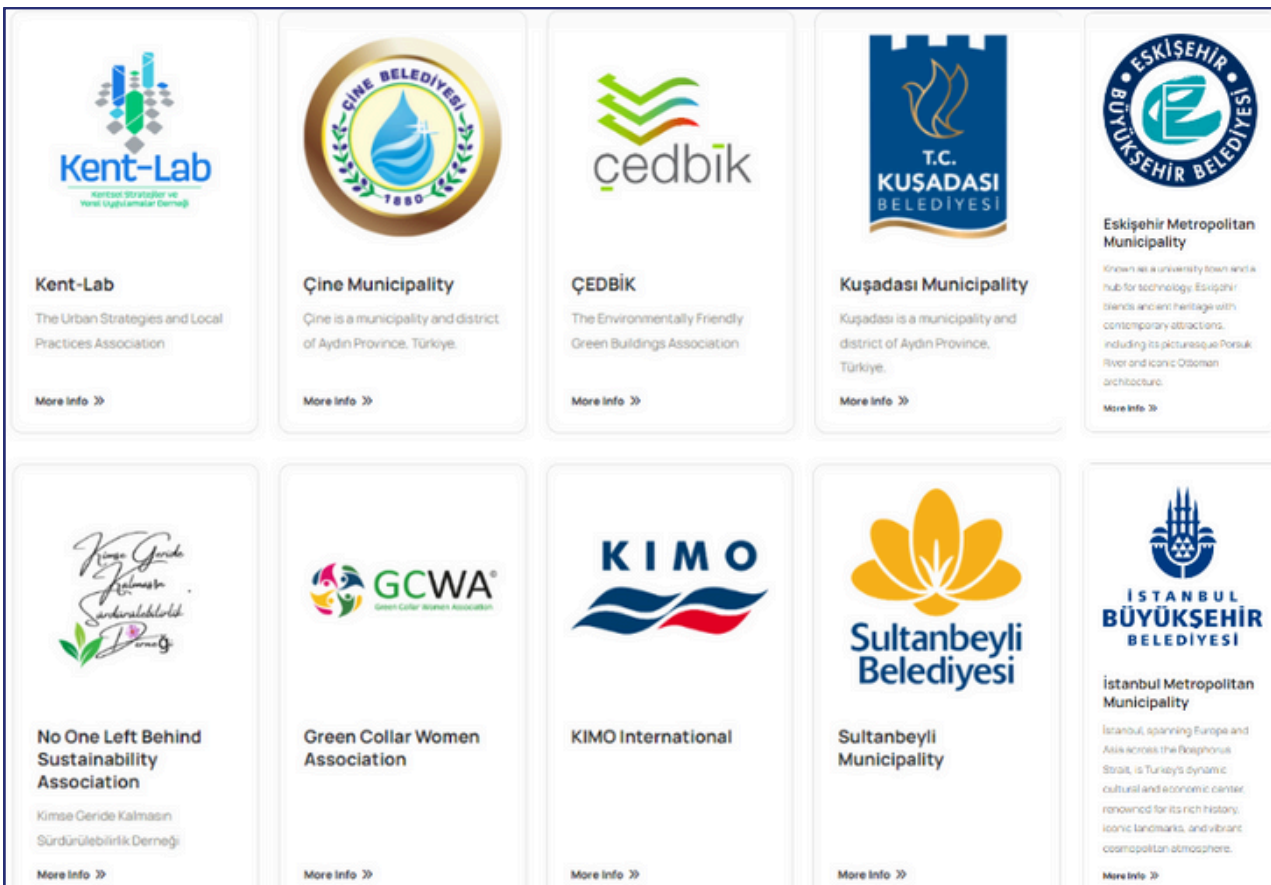 Kent-Lab
Kentsel Stratejiler ve
Yerel Uygulamalar Derneği
Kent-Lab
The Urban Strategies and Local
Practices Association
More Info »
ÇİNE BELEDİYESİ
1880
Çine Municipality
Çine is a municipality and district
of Aydın Province, Türkiye.
More Info »
çedbik
ÇEDBİK
The Environmentally Friendly
Green Buildings Association
More Info »
T.C.
KUŞADASI
BELEDİYESİ
Kuşadası Municipality
Kuşadası is a municipality and
district of Aydın Province,
Türkiye.
More Info »
ESKİŞEHİR
BÜYÜKŞEHİR BELEDİYESİ
Eskişehir Metropolitan
Municipality
Known as a university town and a
hub for technology, Eskişehir
blends ancient heritage with
contemporary attractions,
including its picturesque Porsuk
River and iconic Ottoman
architecture.
More Info »
Kimse Geride
Kalmasın
Sürdürülebilirlik
Derneği
No One Left Behind
Sustainability
Association
Kimse Geride Kalmasın
Sürdürülebilirlik Derneği
More Info »
GCWA®
Green Collar Women Association
Green Collar Women
Association
More Info »
KIMO
KIMO International
More Info »
Sultanbeyli
Belediyesi
Sultanbeyli
Municipality
More Info »
İSTANBUL
BÜYÜKŞEHİR
BELEDİYESİ
İstanbul Metropolitan
Municipality
İstanbul, spanning Europe and
Asia across the Bosphorus
Strait, is Turkey's dynamic
cultural and economic center,
renowned for its rich history,
iconic landmarks, and vibrant
cosmopolitan atmosphere.
More Info »